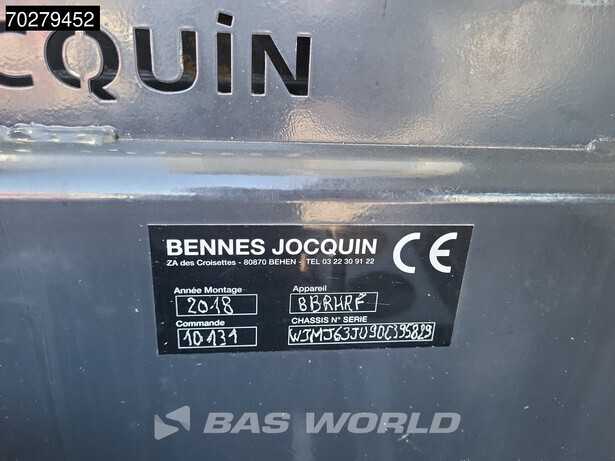 70279452
CQUiN
BENNES JOCQUIN
ZA des Croisettes - 80870 BEHEN - TEL 03 22 30 91 22
CE
Année Montage
2018
Appareil
BBRHRF
Commande
10131
CHASSIS N° SERIE
WJMJ63JU90C395829
BAS WORLD